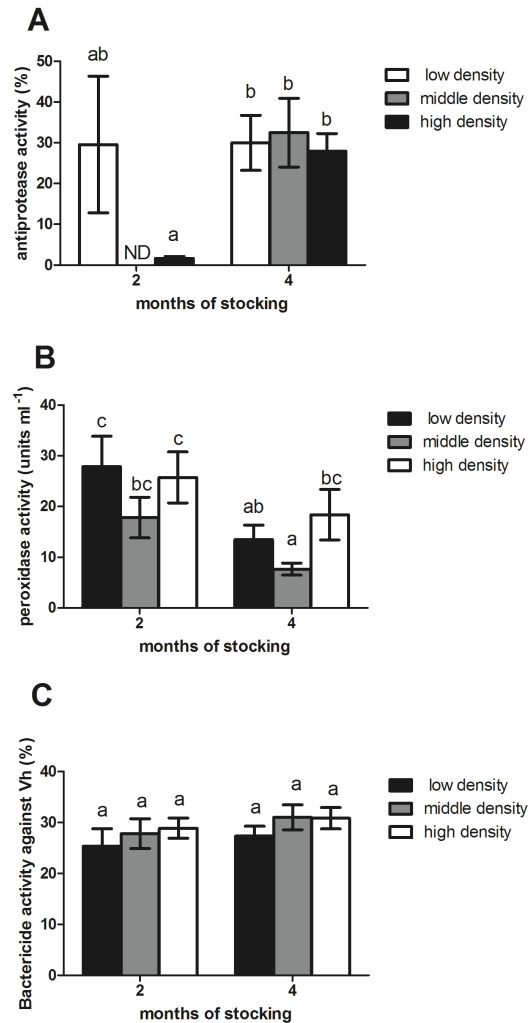 A
antiprotease activity (%)
50
40
30
20
10
0
ab
ND
a
b
b
b
2
4
months of stocking
low density
middle density
high density
B
peroxidase activity (units ml-1)
40
30
20
10
0
c
bc
c
ab
a
bc
2
4
months of stocking
low density
middle density
high density
C
Bactericide activity against Vh (%)
40
30
20
10
0
a
a
a
a
a
a
2
4
months of stocking
low density
middle density
high density